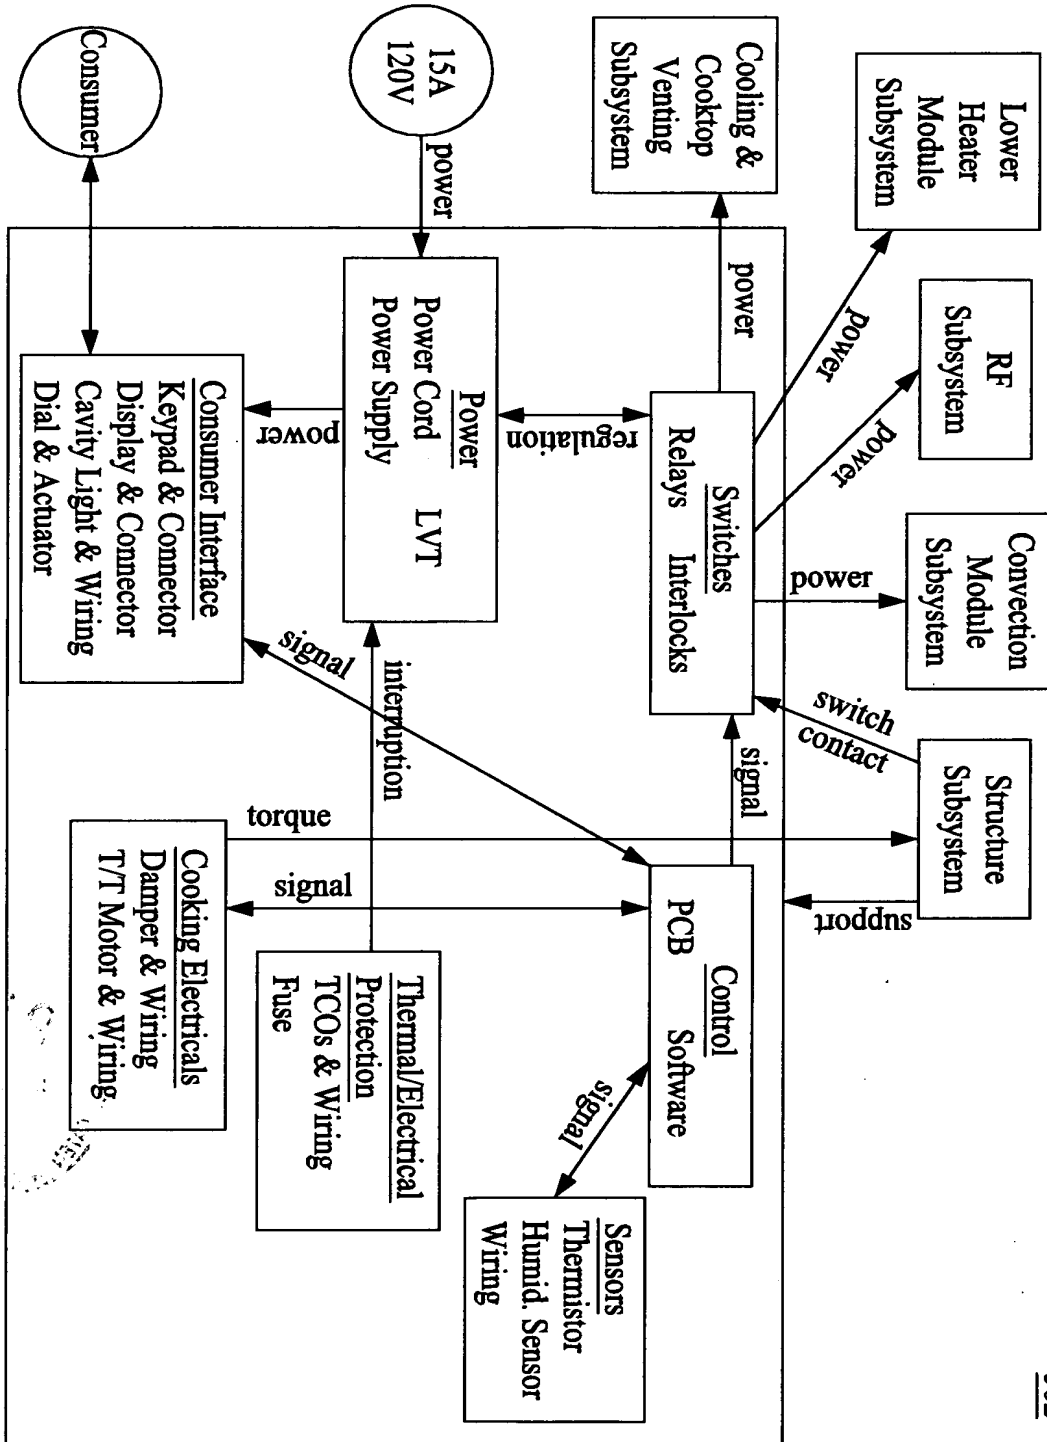 Lower
Heater
Module
Subsystem
RF
Subsystem
Convection
Module
Subsystem
Structure
Subsystem
Cooling &
Cooktop
Venting
Subsystem
power
power
power
power
switch
contact
support
15A
120V
power
Switches
Relays Interlocks
signal
Control
PCB Software
regulation
signal
Sensors
Thermistor
Humid. Sensor
Wiring
Power
Power Cord LVT
Power Supply
interruption
Thermal/Electrical
Protection
TCOs & Wiring
Fuse
power
signal
signal
torque
Consumer
Consumer Interface
Keypad & Connector
Display & Connector
Cavity Light & Wiring
Dial & Actuator
Cooking Electricals
Damper & Wiring
T/T Motor & Wiring